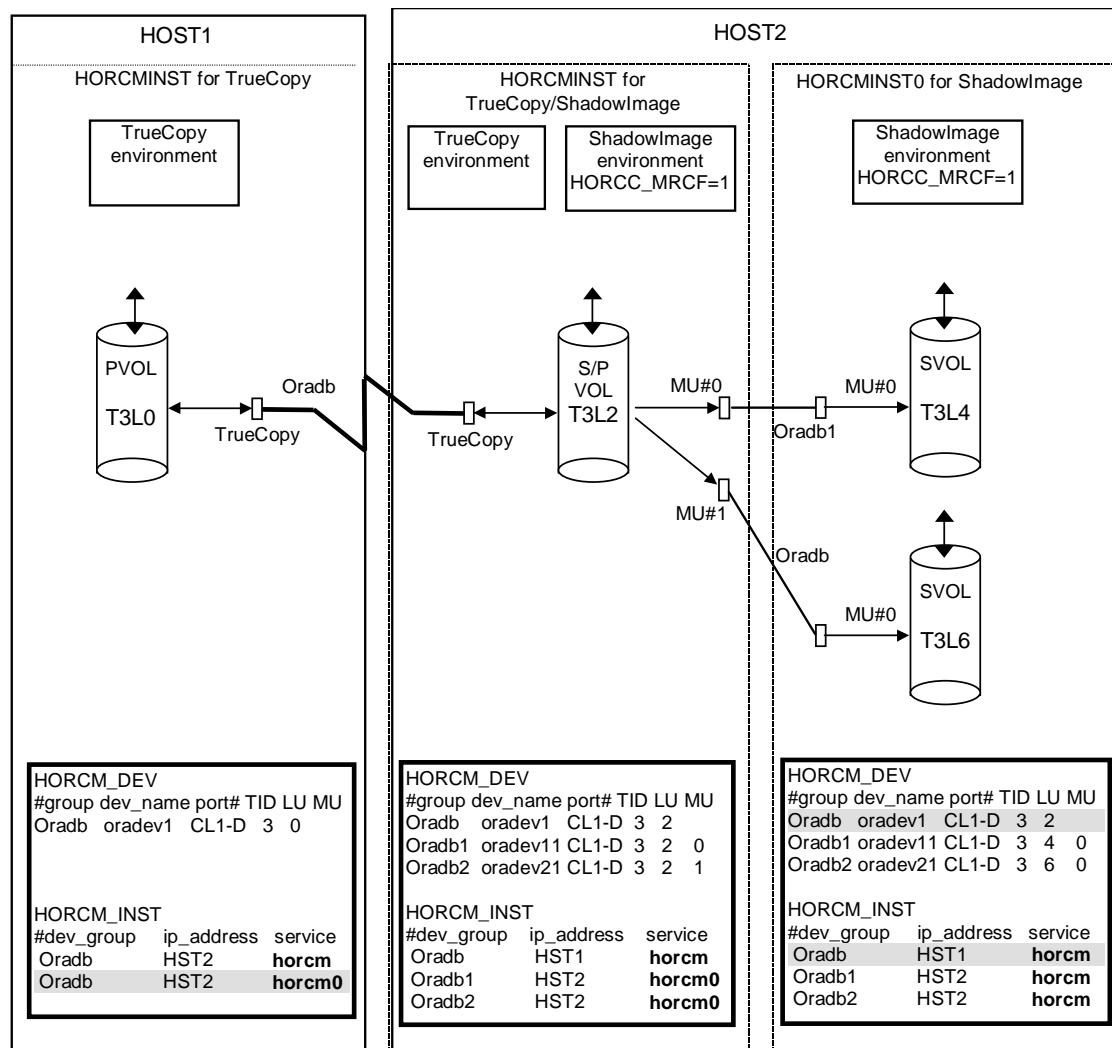 HOST1
HORCMINST for TrueCopy
TrueCopy
environment
PVOL
T3L0
Oradb
TrueCopy
HORCM_DEV
#group dev_name port# TID LU MU
Oradb oradev1 CL1-D 3 0
HORCM_INST
#dev_group ip_address service
Oradb HST2 horcm
Oradb HST2 horcm0
HOST2
HORCMINST for
TrueCopy/ShadowImage
TrueCopy
environment
ShadowImage
environment
HORCC_MRCF=1
TrueCopy
S/P
VOL
T3L2
MU#0
MU#1
HORCM_DEV
#group dev_name port# TID LU MU
Oradb oradev1 CL1-D 3 2
Oradb1 oradev11 CL1-D 3 2 0
Oradb2 oradev21 CL1-D 3 2 1
HORCM_INST
#dev_group ip_address service
Oradb HST1 horcm
Oradb1 HST2 horcm0
Oradb2 HST2 horcm0
HORCMINST0 for ShadowImage
ShadowImage
environment
HORCC_MRCF=1
Oradb1
MU#0
SVOL
T3L4
Oradb
MU#0
SVOL
T3L6
HORCM_DEV
#group dev_name port# TID LU MU
Oradb oradev1 CL1-D 3 2
Oradb1 oradev11 CL1-D 3 4 0
Oradb2 oradev21 CL1-D 3 6 0
HORCM_INST
#dev_group ip_address service
Oradb HST1 horcm
Oradb1 HST2 horcm
Oradb2 HST2 horcm